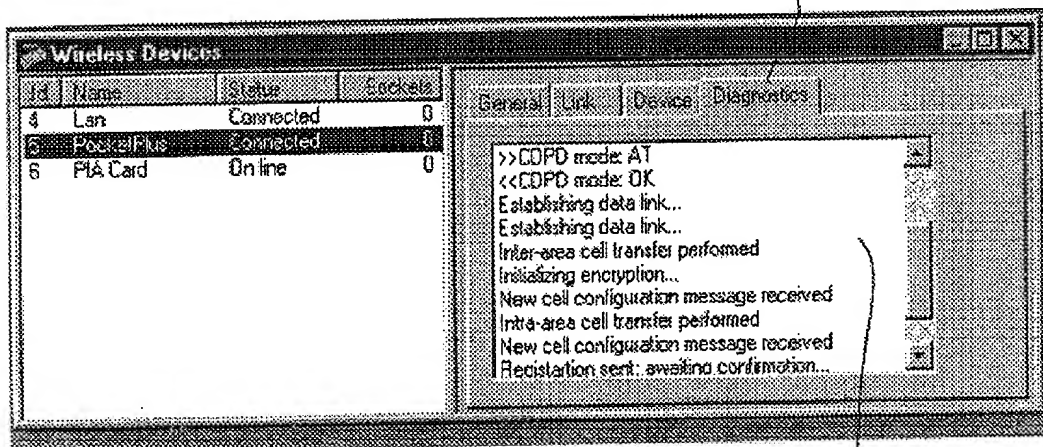 Wireless Devices
Id Name Status Sockets
4 Lan Connected 0
5 PocketPlus Connected 0
6 PIA Card On line 0
General Link Device Diagnostics
>>CDPD mode: AT
<<CDPD mode: OK
Establishing data link...
Establishing data link...
Inter-area cell transfer performed
Initializing encryption...
New cell configuration message received
Intra-area cell transfer performed
New cell configuration message received
Registartion sent: awaiting confirmation...